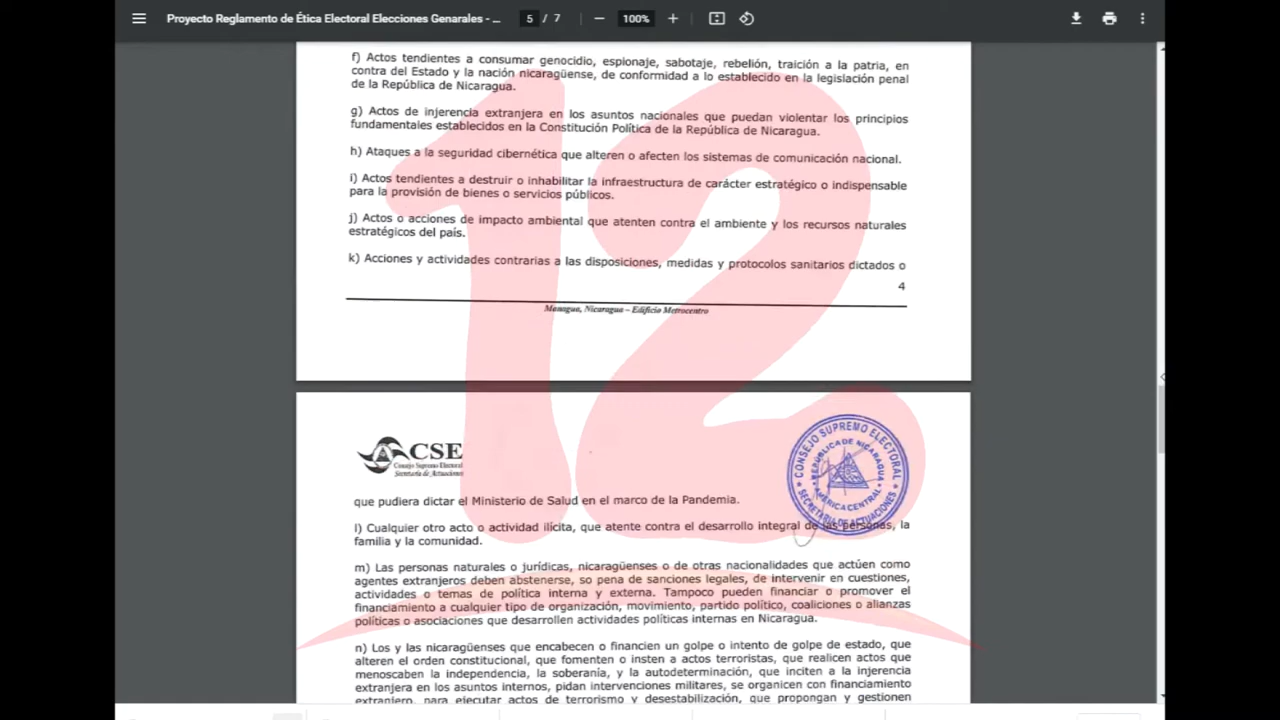 Proyecto Reglamento de Ética Electoral Elecciones Genarales - ...
5 / 7
100%
f) Actos tendientes a consumar genocidio, espionaje, sabotaje, rebelión, traición a la patria, en
contra del Estado y la nación nicaragüense, de conformidad a lo establecido en la legislación penal
de la República de Nicaragua.
g) Actos de injerencia extranjera en los asuntos nacionales que puedan violentar los principios
fundamentales establecidos en la Constitución Política de la República de Nicaragua.
h) Ataques a la seguridad cibernética que alteren o afecten los sistemas de comunicación nacional.
i) Actos tendientes a destruir o inhabilitar la infraestructura de carácter estratégico o indispensable
para la provisión de bienes o servicios públicos.
j) Actos o acciones de impacto ambiental que atenten contra el ambiente y los recursos naturales
estratégicos del país.
k) Acciones y actividades contrarias a las disposiciones, medidas y protocolos sanitarios dictados o
4
Managua, Nicaragua – Edificio Metrocentro
12
CSE
Consejo Supremo Electoral
Secretaría de Actuaciones
CONSEJO SUPREMO ELECTORAL
REPÚBLICA DE NICARAGUA
AMÉRICA CENTRAL
SECRETARIA DE ACTUACIONES
que pudiera dictar el Ministerio de Salud en el marco de la Pandemia.
l) Cualquier otro acto o actividad ilícita, que atente contra el desarrollo integral de las personas, la
familia y la comunidad.
m) Las personas naturales o jurídicas, nicaragüenses o de otras nacionalidades que actúen como
agentes extranjeros deben abstenerse, so pena de sanciones legales, de intervenir en cuestiones,
actividades o temas de política interna y externa. Tampoco pueden financiar o promover el
financiamiento a cualquier tipo de organización, movimiento, partido político, coaliciones o alianzas
políticas o asociaciones que desarrollen actividades políticas internas en Nicaragua.
n) Los y las nicaragüenses que encabecen o financien un golpe o intento de golpe de estado, que
alteren el orden constitucional, que fomenten o insten a actos terroristas, que realicen actos que
menoscaben la independencia, la soberanía, y la autodeterminación, que inciten a la injerencia
extranjera en los asuntos internos, pidan intervenciones militares, se organicen con financiamiento
extranjero, para ejecutar actos de terrorismo y desestabilización, que propongan y gestionen